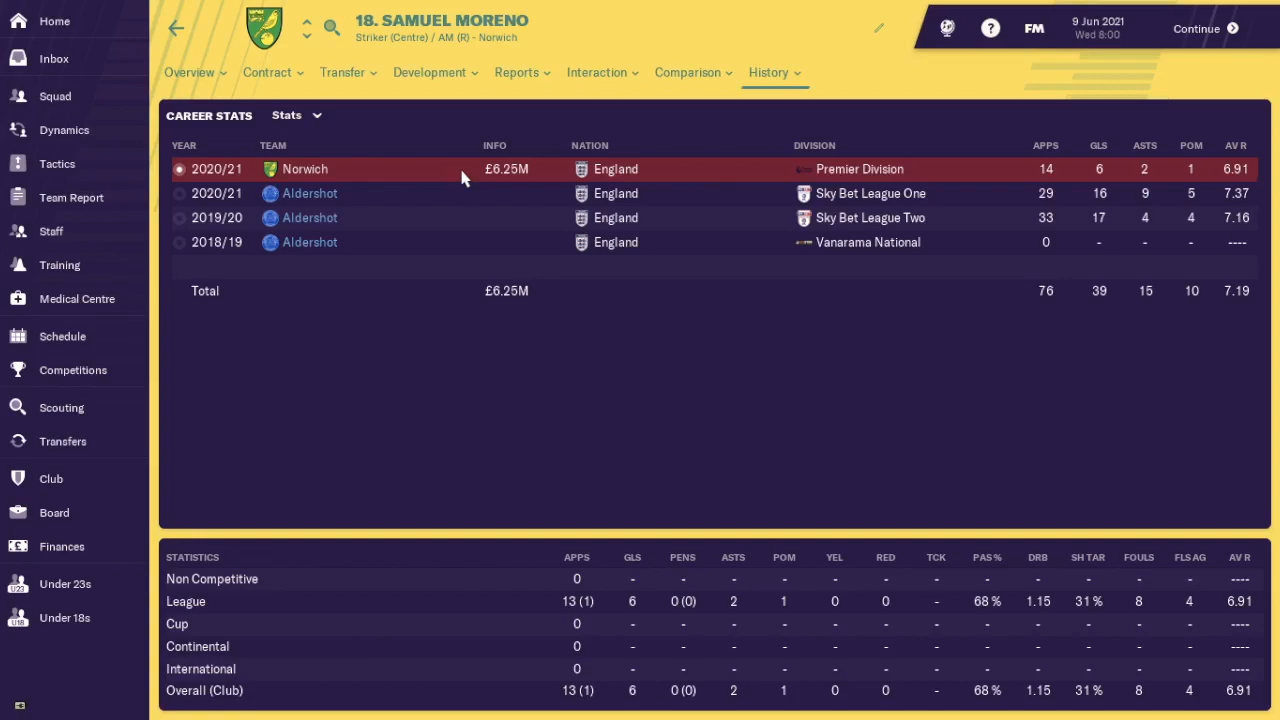 Home
Inbox
Squad
Dynamics
Tactics
Team Report
Staff
Training
Medical Centre
Schedule
Competitions
Scouting
Transfers
Club
Board
Finances
U23 Under 23s
U18 Under 18s
18. SAMUEL MORENO
Striker (Centre) / AM (R) - Norwich
? FM 9 Jun 2021 Continue
Wed 8:00
Overview Contract Transfer Development Reports Interaction Comparison History
CAREER STATS Stats
YEAR TEAM INFO NATION DIVISION APPS GLS ASTS POM AV R
2020/21 Norwich £6.25M England Premier Division 14 6 2 1 6.91
2020/21 Aldershot England Sky Bet League One 29 16 9 5 7.37
2019/20 Aldershot England Sky Bet League Two 33 17 4 4 7.16
2018/19 Aldershot England Vanarama National 0 - - - ----
Total £6.25M 76 39 15 10 7.19
STATISTICS APPS GLS PENS ASTS POM YEL RED TCK PAS % DRB SH TAR FOULS FLS AG AV R
Non Competitive 0 - - - - - - - - - - - - ----
League 13 (1) 6 0 (0) 2 1 0 0 - 68 % 1.15 31 % 8 4 6.91
Cup 0 - - - - - - - - - - - - ----
Continental 0 - - - - - - - - - - - - ----
International 0 - - - - - - - - - - - - ----
Overall (Club) 13 (1) 6 0 (0) 2 1 0 0 - 68 % 1.15 31 % 8 4 6.91